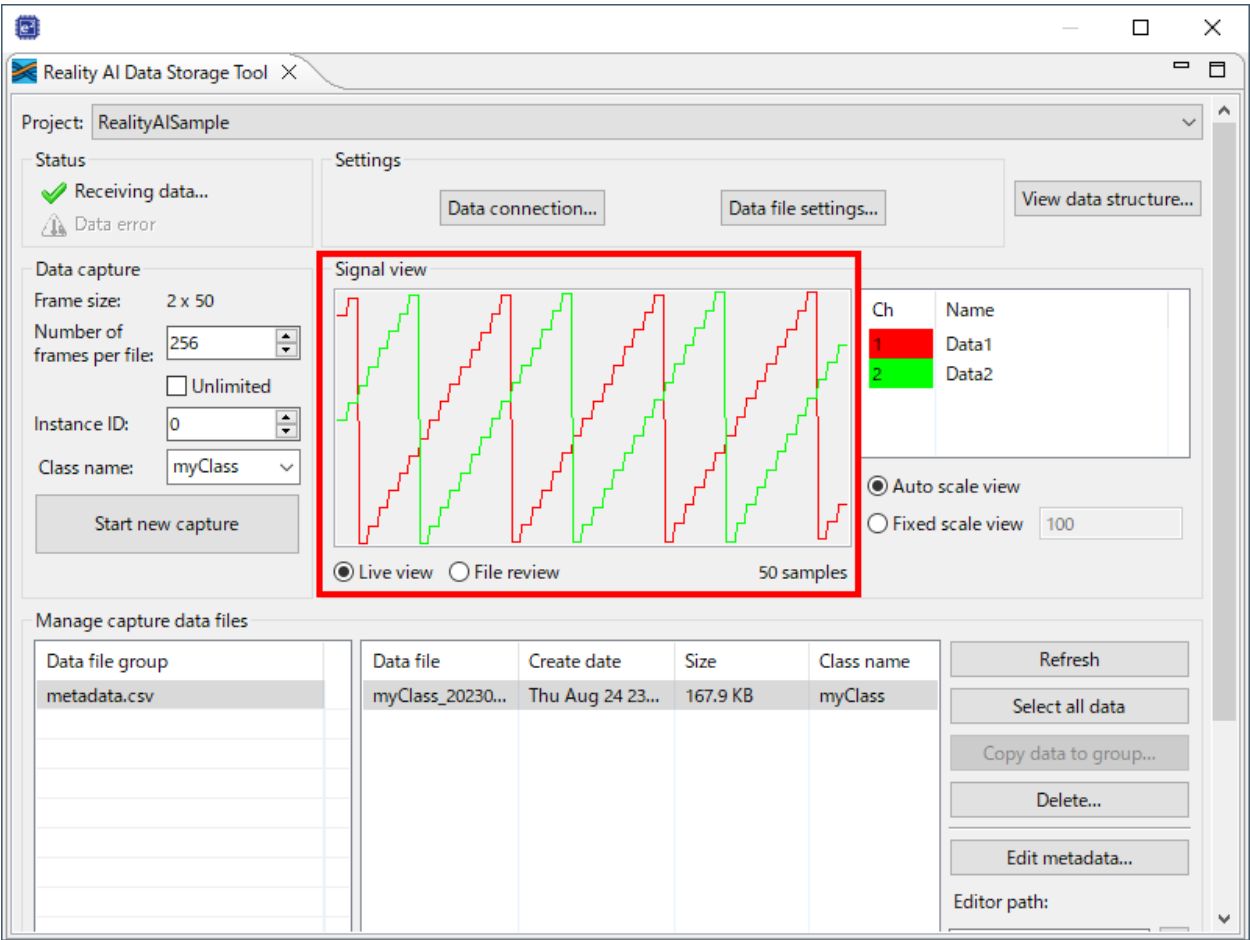 e²
Reality AI Data Storage Tool
Project: RealityAISample
Status
Receiving data...
Data error
Settings
Data connection...
Data file settings...
View data structure...
Data capture
Frame size: 2 x 50
Number of
frames per file: 256
Unlimited
Instance ID: 0
Class name: myClass
Start new capture
Signal view
Live view File review 50 samples
Ch Name
1 Data1
2 Data2
Auto scale view
Fixed scale view 100
Manage capture data files
Data file group
metadata.csv
Data file Create date Size Class name
myClass_20230... Thu Aug 24 23... 167.9 KB myClass
Refresh
Select all data
Copy data to group...
Delete...
Edit metadata...
Editor path: